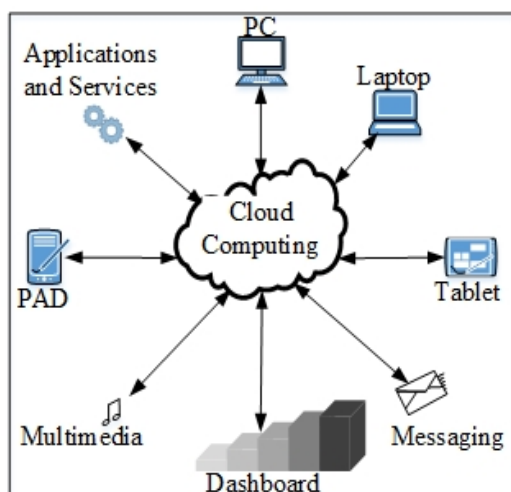 PC
Applications
and Services
Laptop
Cloud
Computing
PAD
Tablet
Multimedia
Messaging
Dashboard